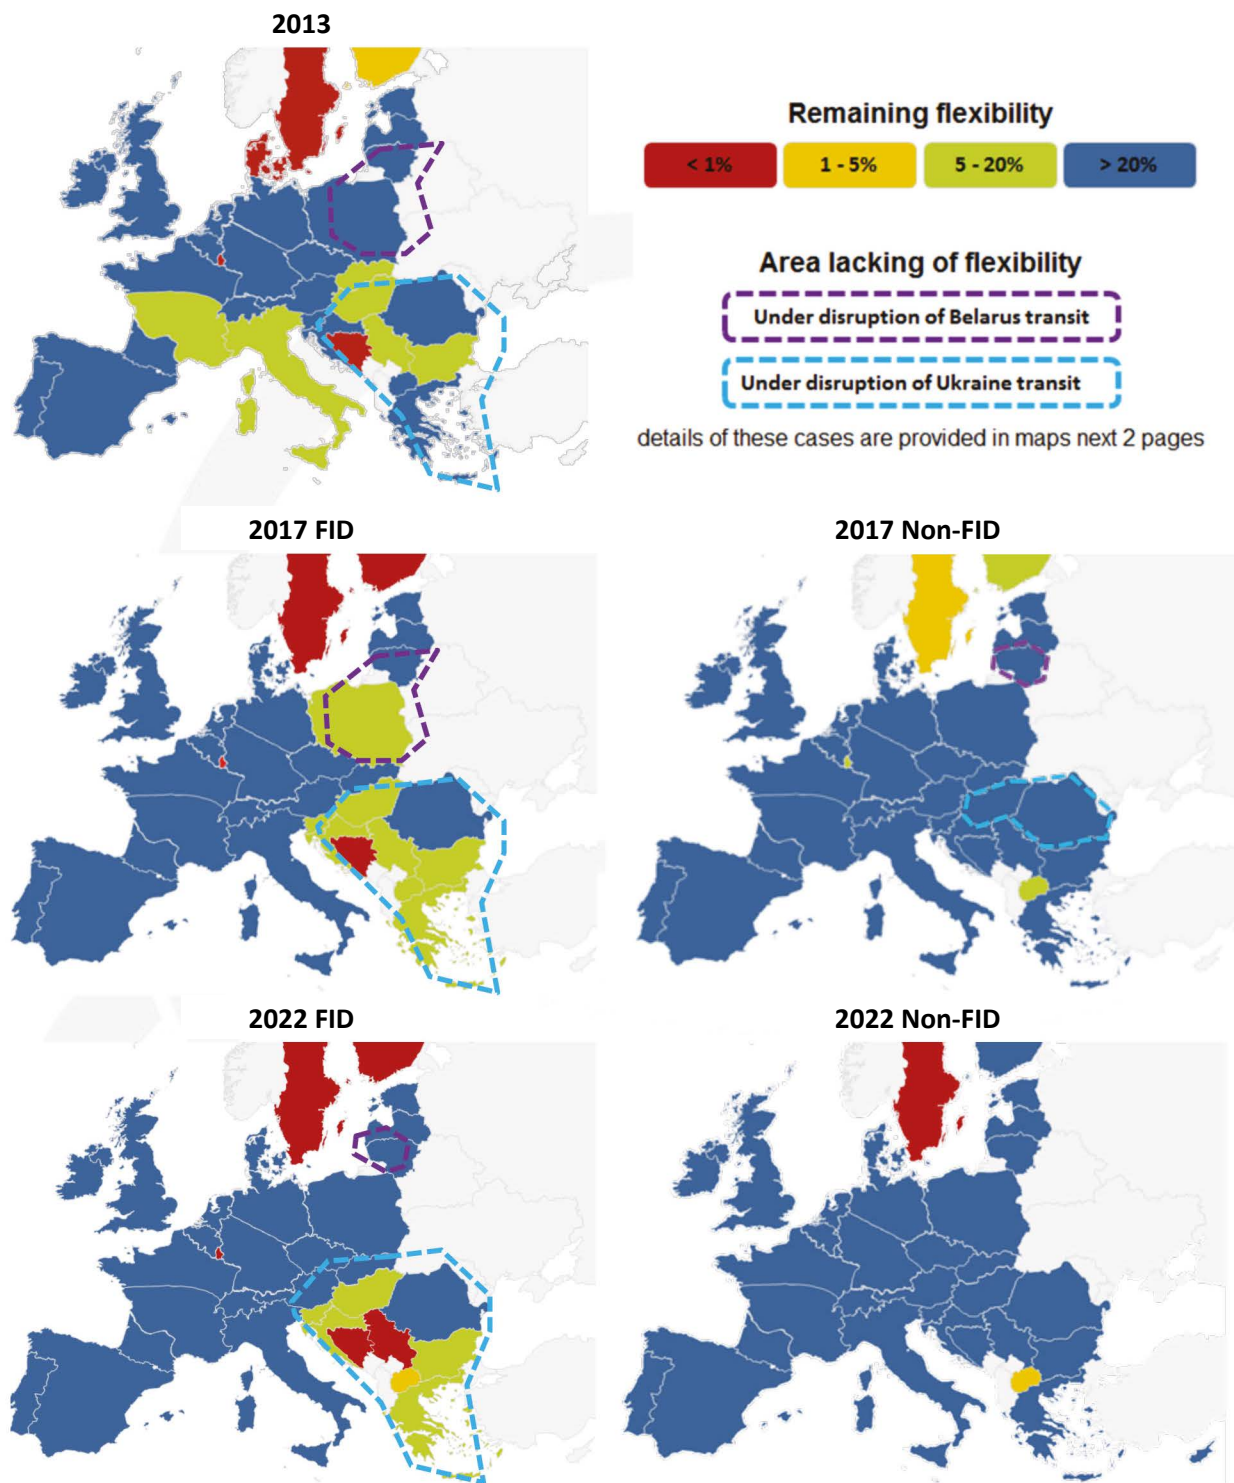 2013
Remaining flexibility
< 1%
1 - 5%
5 - 20%
> 20%
Area lacking of flexibility
Under disruption of Belarus transit
Under disruption of Ukraine transit
details of these cases are provided in maps next 2 pages
2017 FID
2017 Non-FID
2022 FID
2022 Non-FID